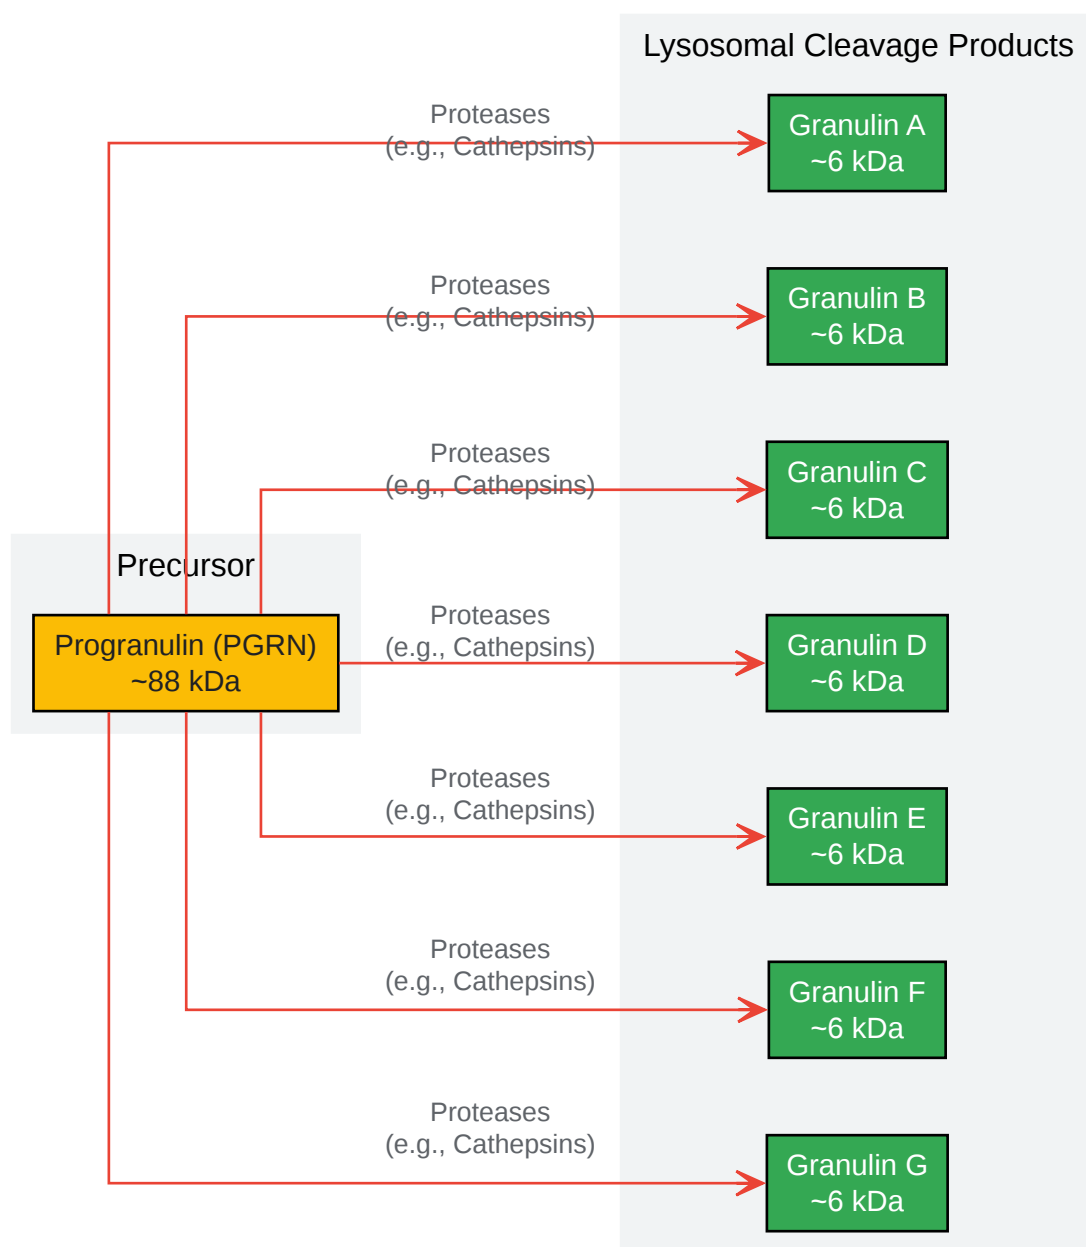 Lysosomal Cleavage Products
Proteases
(e.g., Cathepsins)
Granulin A
~6 kDa
Proteases
(e.g., Cathepsins)
Granulin B
~6 kDa
Proteases
(e.g., Cathepsins)
Granulin C
~6 kDa
Precursor
Progranulin (PGRN)
~88 kDa
Proteases
(e.g., Cathepsins)
Granulin D
~6 kDa
Proteases
(e.g., Cathepsins)
Granulin E
~6 kDa
Proteases
(e.g., Cathepsins)
Granulin F
~6 kDa
Proteases
(e.g., Cathepsins)
Granulin G
~6 kDa